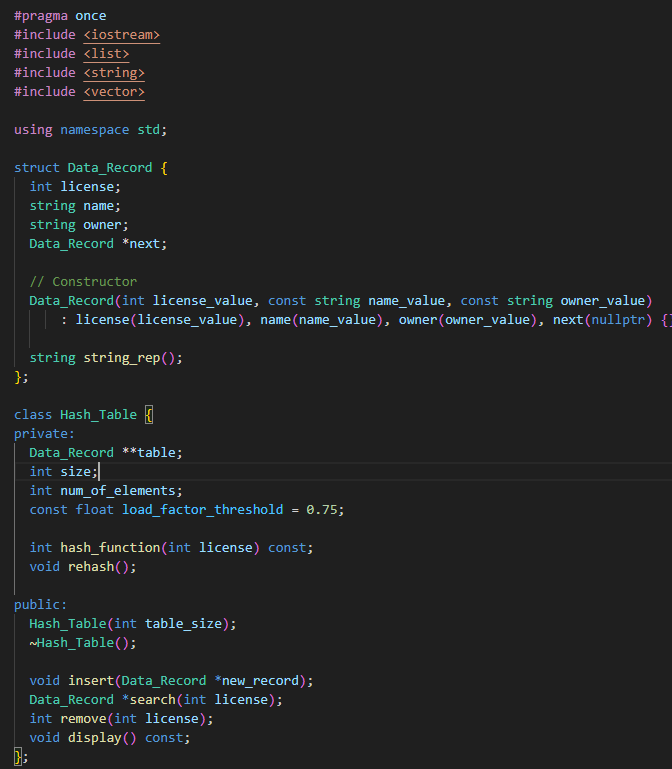 #pragma once
#include <iostream>
#include <list>
#include <string>
#include <vector>

using namespace std;

struct Data_Record {
  int license;
  string name;
  string owner;
  Data_Record *next;

  // Constructor
  Data_Record(int license_value, const string name_value, const string owner_value)
      : license(license_value), name(name_value), owner(owner_value), next(nullptr) {}

  string string_rep();
};

class Hash_Table {
private:
  Data_Record **table;
  int size;
  int num_of_elements;
  const float load_factor_threshold = 0.75;

  int hash_function(int license) const;
  void rehash();

public:
  Hash_Table(int table_size);
  ~Hash_Table();

  void insert(Data_Record *new_record);
  Data_Record *search(int license);
  int remove(int license);
  void display() const;
};